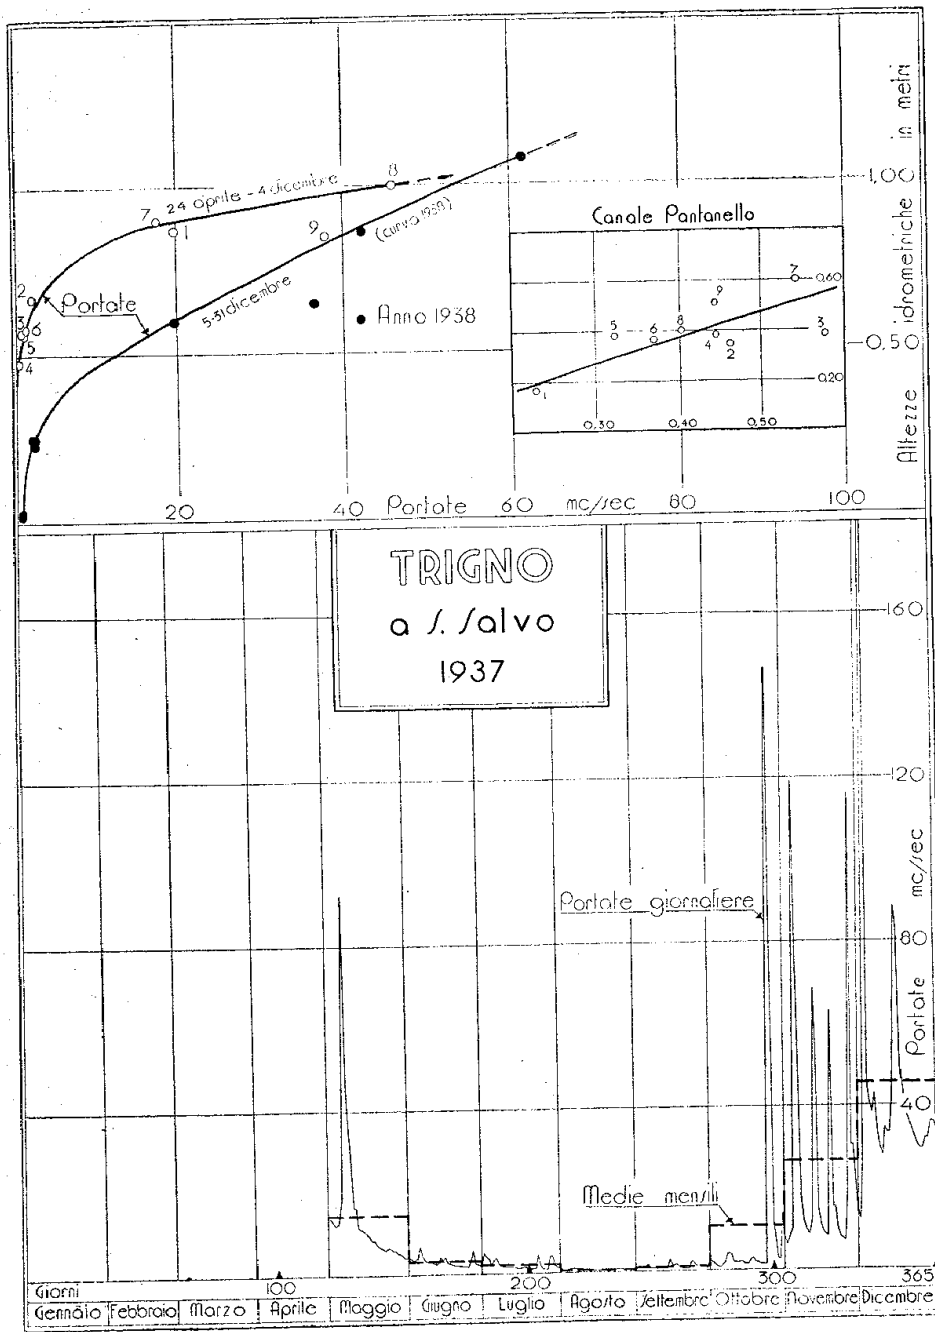 24 aprile - 4 dicembre
8
7
1
9
(curva 1938)
2
Portate
5-31 dicembre
3
6
5
4
Anno 1938
Canale Pantanello
7
0,60
9
5
6
8
4
2
3
1
0,20
0,30
0,40
0,50
1,00
0,50
Altezze idrometriche in metri
20
40
Portate
60
mc/sec
80
100
TRIGNO
a S. Salvo
1937
160
120
80
40
Portate mc/sec
Portate giornaliere
Medie mensili
Giorni
100
200
300
365
Gennaio
Febbraio
Marzo
Aprile
Maggio
Giugno
Luglio
Agosto
Settembre
Ottobre
Novembre
Dicembre